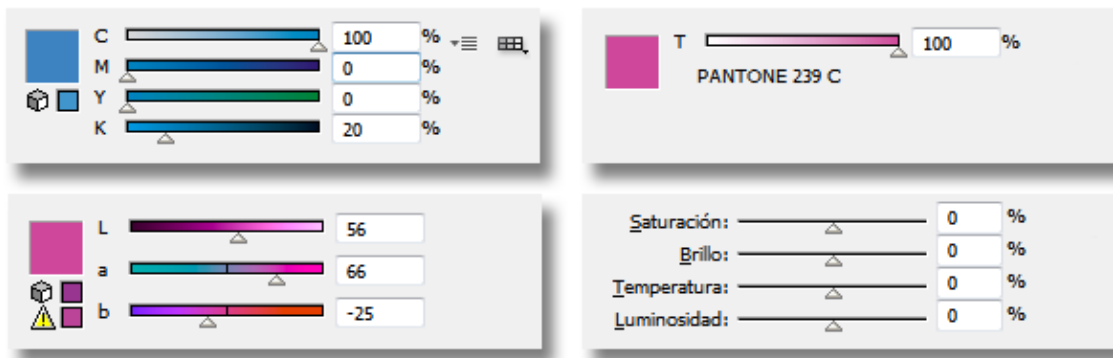 C 100 %
M 0 %
Y 0 %
K 20 %
T 100 %
PANTONE 239 C
L 56
a 66
b -25
Saturación: 0 %
Brillo: 0 %
Temperatura: 0 %
Luminosidad: 0 %